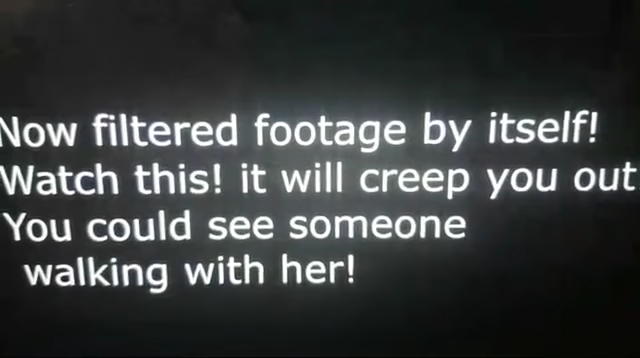 Now filtered footage by itself!
Watch this! it will creep you out
You could see someone
walking with her!